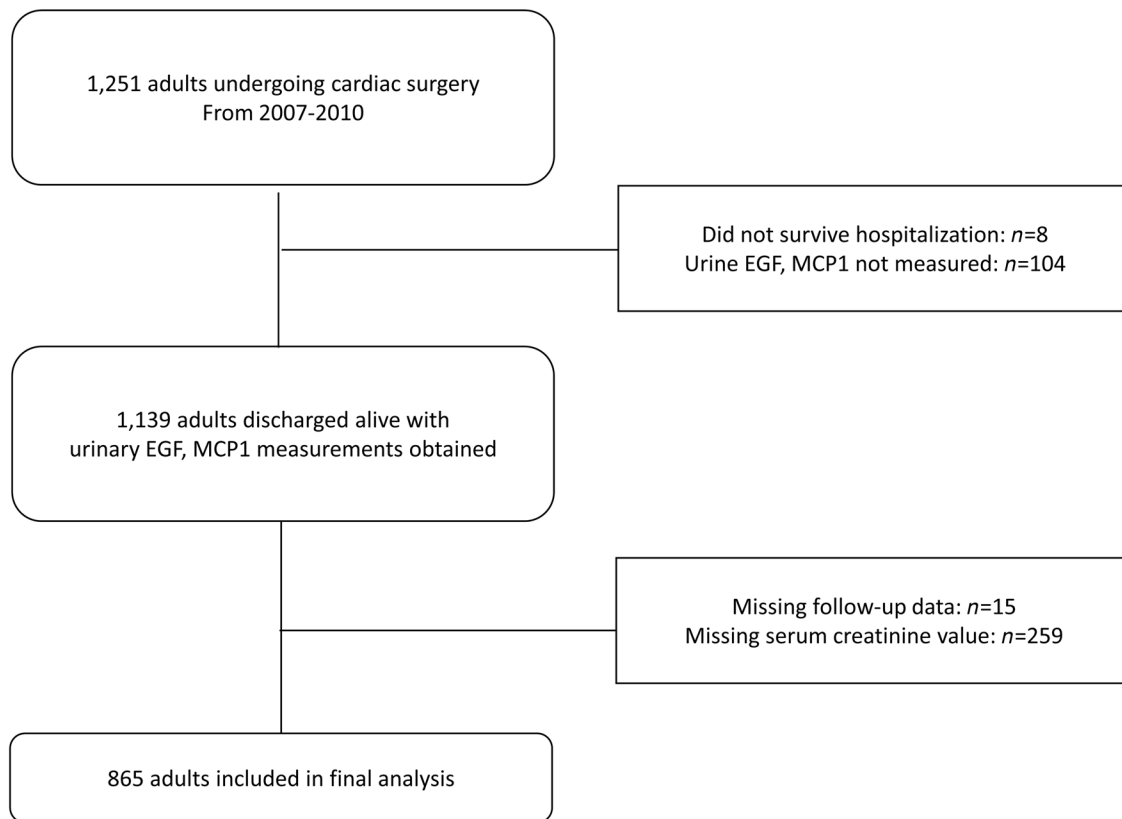 1,251 adults undergoing cardiac surgery
From 2007-2010
Did not survive hospitalization: n=8
Urine EGF, MCP1 not measured: n=104
1,139 adults discharged alive with
urinary EGF, MCP1 measurements obtained
Missing follow-up data: n=15
Missing serum creatinine value: n=259
865 adults included in final analysis